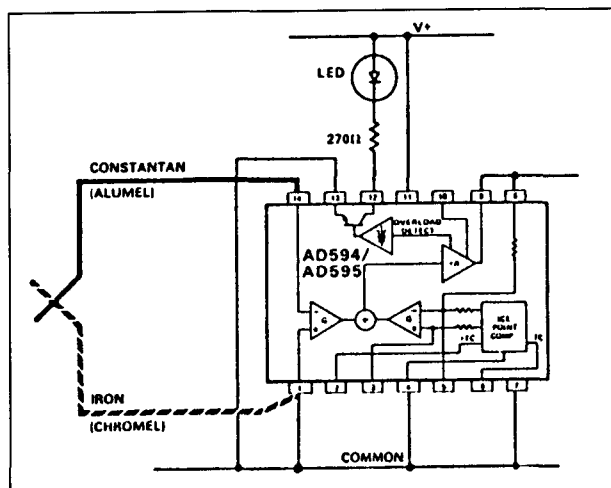 V+
LED
270Ω
CONSTANTAN
(ALUMEL)
14 13 12 11 10 9 8
OVERLOAD
DETECT
AD594/
AD595
+A
G
+
G
ICE
POINT
COMP
+TC
TC
IRON
(CHROMEL)
1 2 3 4 5 6 7
COMMON